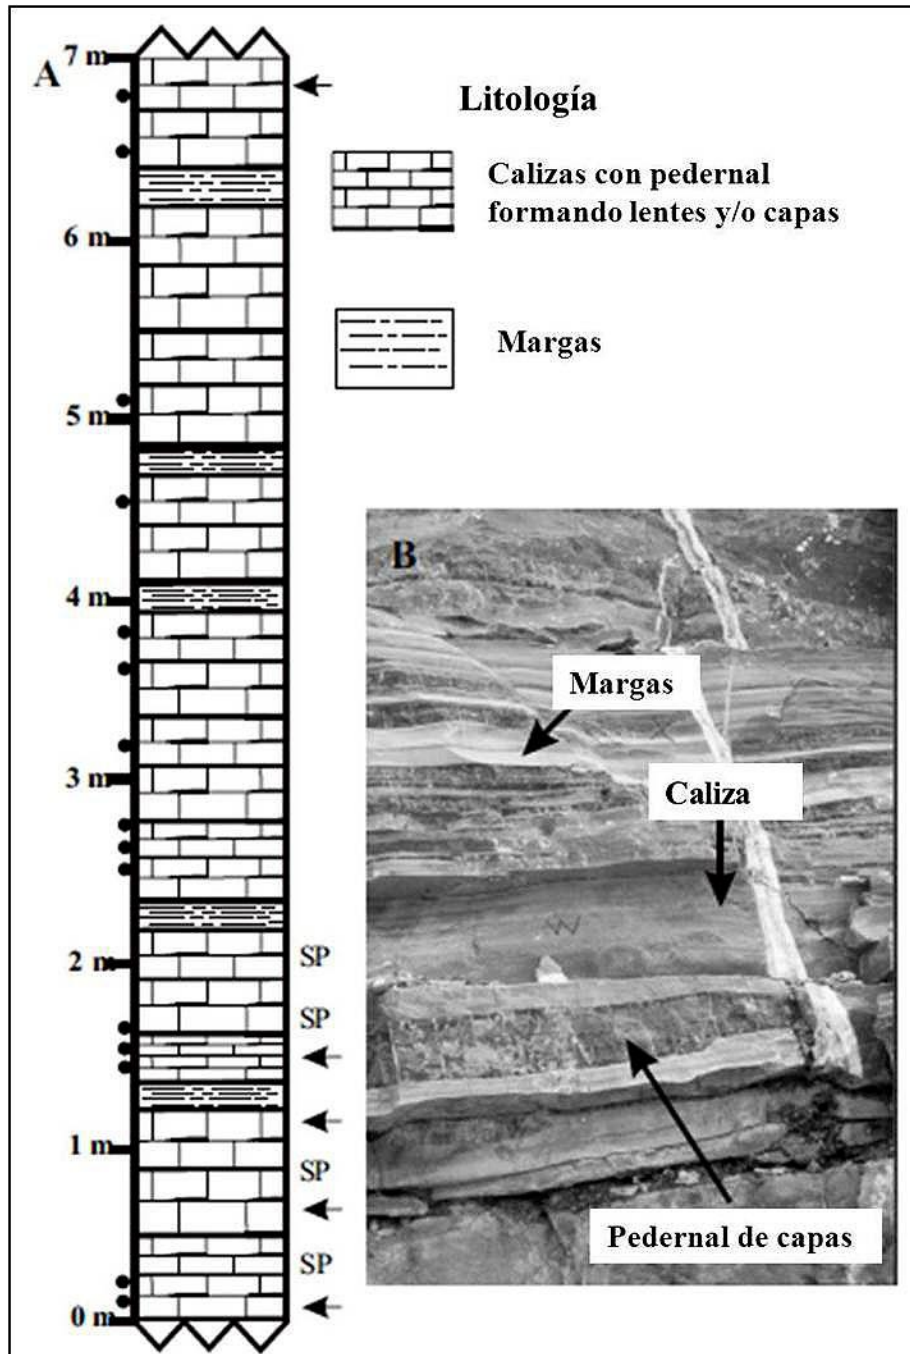 A
7 m
6 m
5 m
4 m
3 m
2 m
1 m
0 m
SP
SP
SP
SP
Litología
Calizas con pedernal
formando lentes y/o capas
Margas
B
Margas
Caliza
W
Pedernal de capas